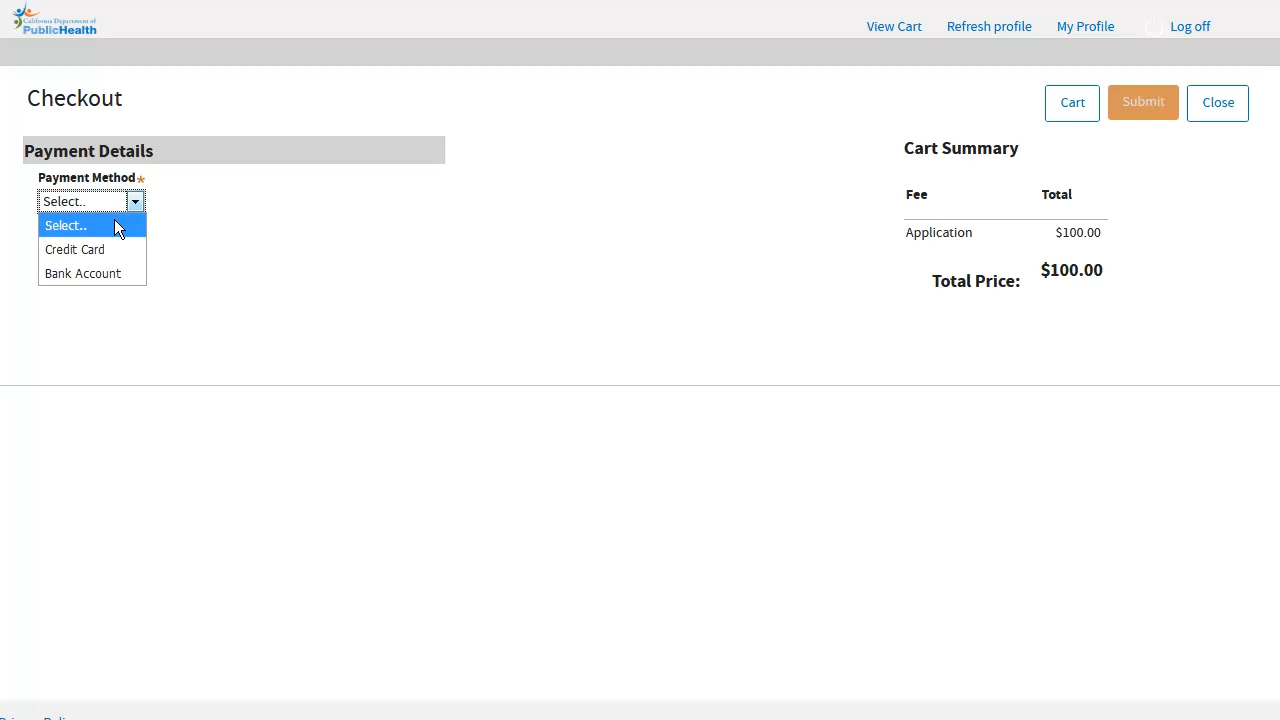 California Department of
PublicHealth
View Cart
Refresh profile
My Profile
Log off
Checkout
Cart
Submit
Close
Payment Details
Payment Method*
Select..
Select..
Credit Card
Bank Account
Cart Summary
Fee Total
Application $100.00
Total Price: $100.00